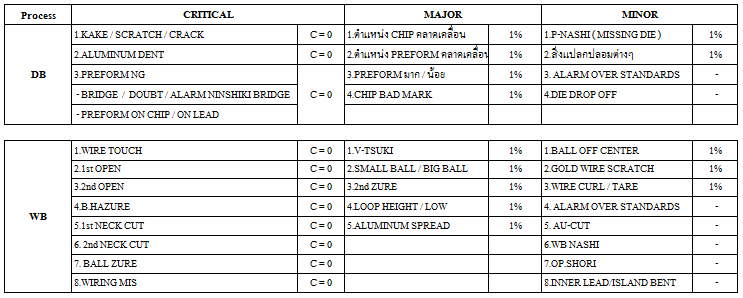 Process CRITICAL MAJOR MINOR
DB
1.KAKE / SCRATCH / CRACK C = 0 1.ตำแหน่ง CHIP คลาดเคลื่อน 1% 1.P-NASHI ( MISSING DIE ) 1%
2.ALUMINUM DENT C = 0 2.ตำแหน่ง PREFORM คลาดเคลื่อน 1% 2.สิ่งแปลกปลอมต่างๆ 1%
3.PREFORM NG 3.PREFORM มาก / น้อย 1% 3. ALARM OVER STANDARDS -
- BRIDGE / DOUBT / ALARM NINSHIKI BRIDGE C = 0 4.CHIP BAD MARK 1% 4.DIE DROP OFF -
- PREFORM ON CHIP / ON LEAD
WB
1.WIRE TOUCH C = 0 1.V-TSUKI 1% 1.BALL OFF CENTER 1%
2.1st OPEN C = 0 2.SMALL BALL / BIG BALL 1% 2.GOLD WIRE SCRATCH 1%
3.2nd OPEN C = 0 3.2nd ZURE 1% 3.WIRE CURL / TARE 1%
4.B.HAZURE C = 0 4.LOOP HEIGHT / LOW 1% 4. ALARM OVER STANDARDS -
5.1st NECK CUT C = 0 5.ALUMINUM SPREAD 1% 5. AU-CUT -
6. 2nd NECK CUT C = 0 6.WB NASHI -
7. BALL ZURE C = 0 7.OP.SHORI -
8.WIRING MIS C = 0 8.INNER LEAD/ISLAND BENT -